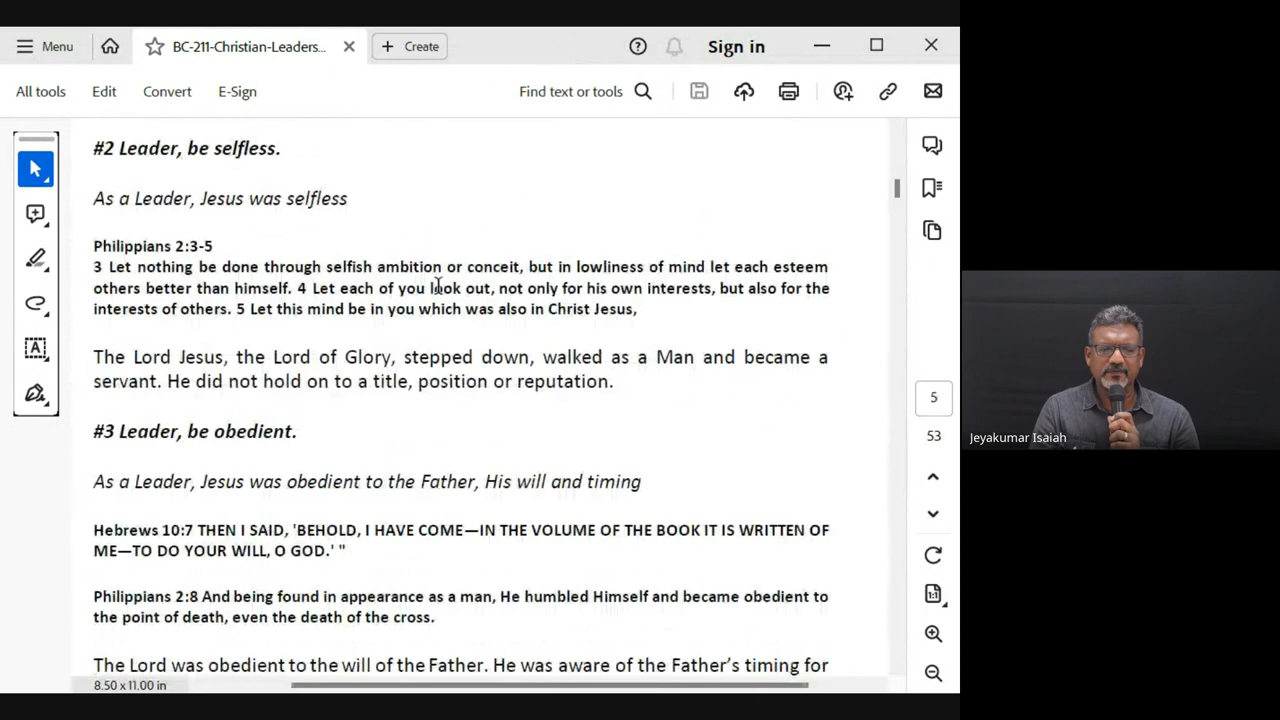 Menu
BC-211-Christian-Leaders...
Create
Sign in
All tools
Edit
Convert
E-Sign
Find text or tools
#2 Leader, be selfless.
As a Leader, Jesus was selfless
Philippians 2:3-5
3 Let nothing be done through selfish ambition or conceit, but in lowliness of mind let each esteem
others better than himself. 4 Let each of you look out, not only for his own interests, but also for the
interests of others. 5 Let this mind be in you which was also in Christ Jesus,
The Lord Jesus, the Lord of Glory, stepped down, walked as a Man and became a
servant. He did not hold on to a title, position or reputation.
#3 Leader, be obedient.
As a Leader, Jesus was obedient to the Father, His will and timing
Hebrews 10:7 THEN I SAID, 'BEHOLD, I HAVE COME—IN THE VOLUME OF THE BOOK IT IS WRITTEN OF
ME—TO DO YOUR WILL, O GOD.' "
Philippians 2:8 And being found in appearance as a man, He humbled Himself and became obedient to
the point of death, even the death of the cross.
The Lord was obedient to the will of the Father. He was aware of the Father's timing for
8.50 x 11.00 in
5
53
1:1
Jeyakumar Isaiah